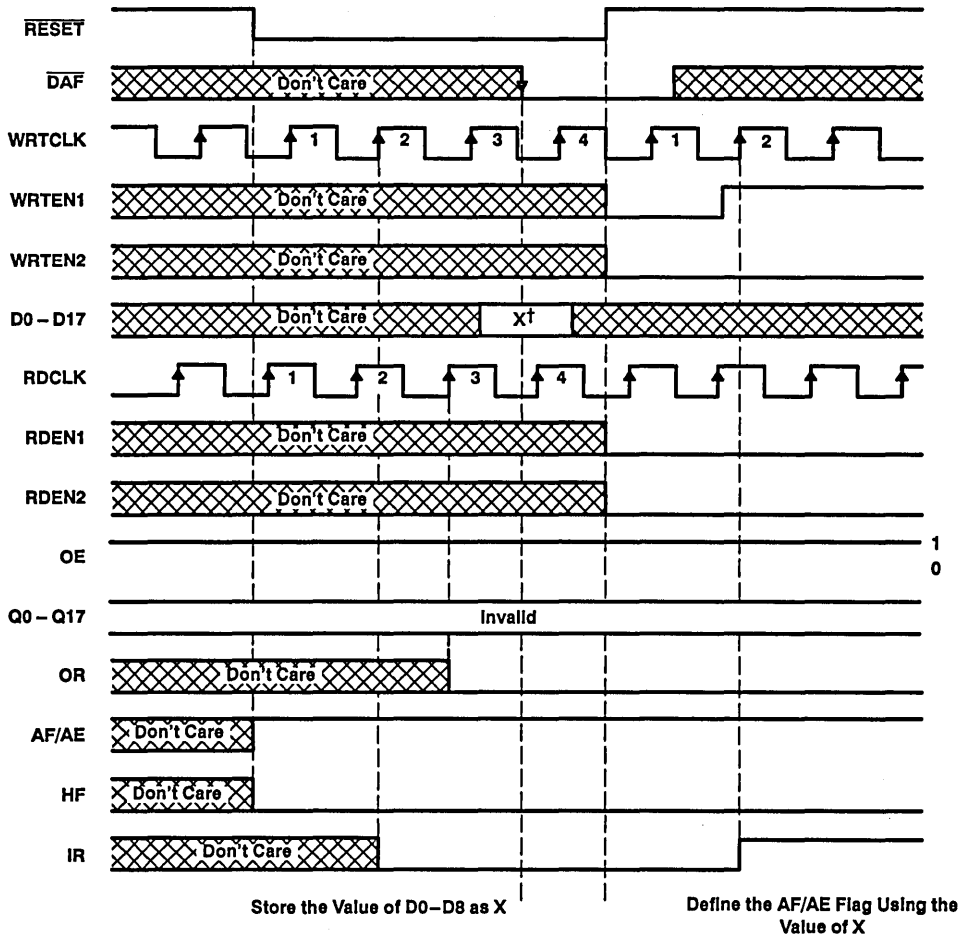 RESET
DAF Don't Care
WRTCLK 1 2 3 4 1 2
WRTEN1 Don't Care
WRTEN2 Don't Care
D0 – D17 Don't Care X†
RDCLK 1 2 3 4
RDEN1 Don't Care
RDEN2 Don't Care
OE 1
0
Q0 – Q17 Invalid
OR Don't Care
AF/AE Don't Care
HF Don't Care
IR Don't Care
Store the Value of D0–D8 as X
Define the AF/AE Flag Using the
Value of X